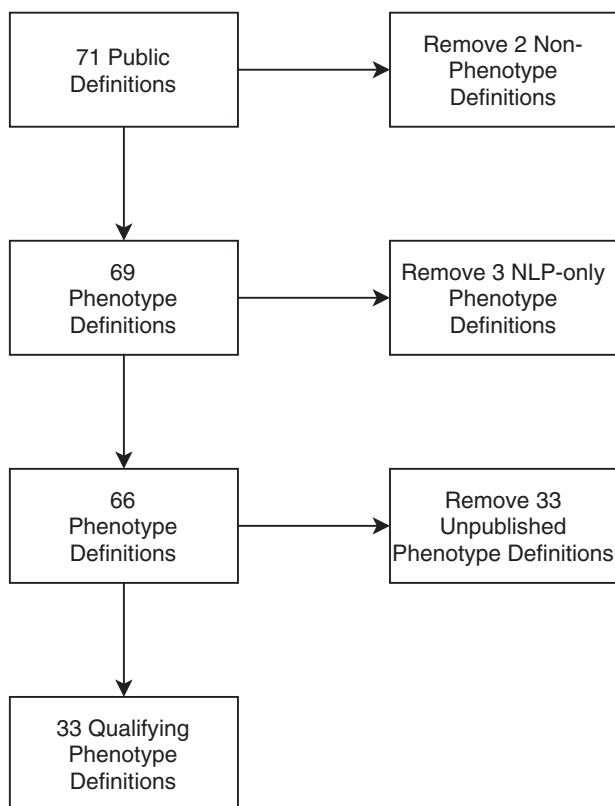 71 Public
Definitions
Remove 2 Non-
Phenotype
Definitions
69
Phenotype
Definitions
Remove 3 NLP-only
Phenotype
Definitions
66
Phenotype
Definitions
Remove 33
Unpublished
Phenotype Definitions
33 Qualifying
Phenotype
Definitions